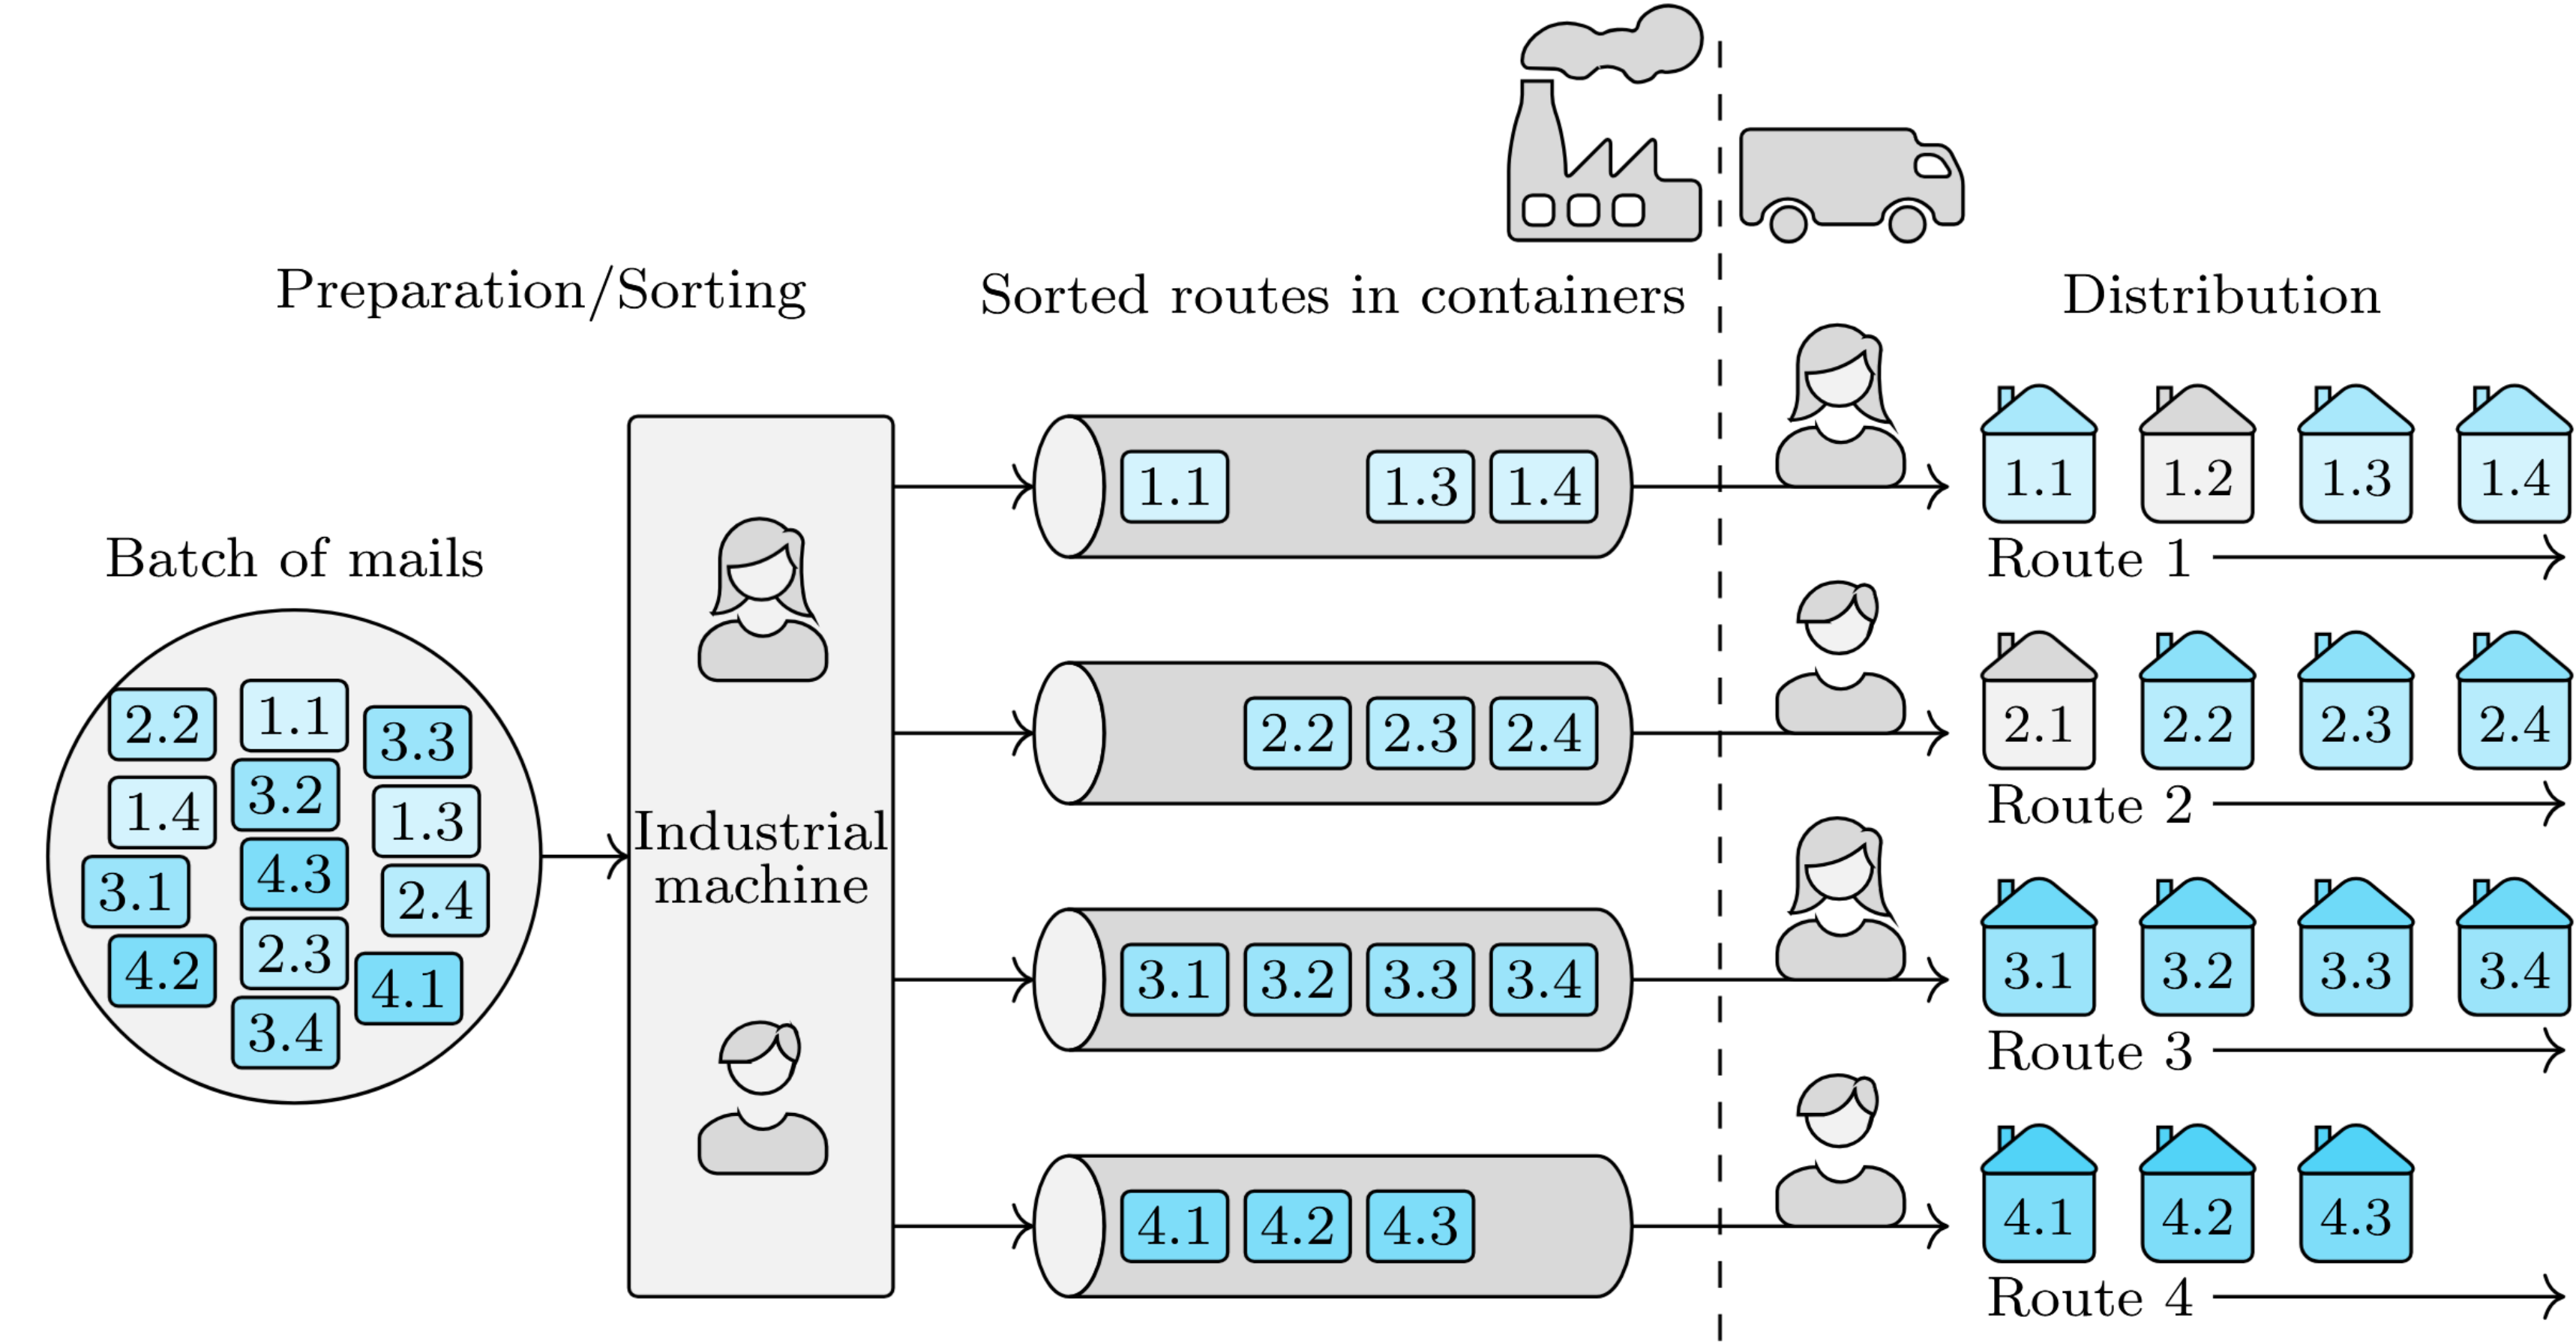 Preparation/Sorting
Sorted routes in containers
Distribution
Batch of mails
2.2
1.1
3.3
1.4
3.2
1.3
3.1
4.3
2.4
4.2
2.3
4.1
3.4
Industrial
machine
1.1 1.3 1.4
2.2 2.3 2.4
3.1 3.2 3.3 3.4
4.1 4.2 4.3
1.1 1.2 1.3 1.4
Route 1
2.1 2.2 2.3 2.4
Route 2
3.1 3.2 3.3 3.4
Route 3
4.1 4.2 4.3
Route 4